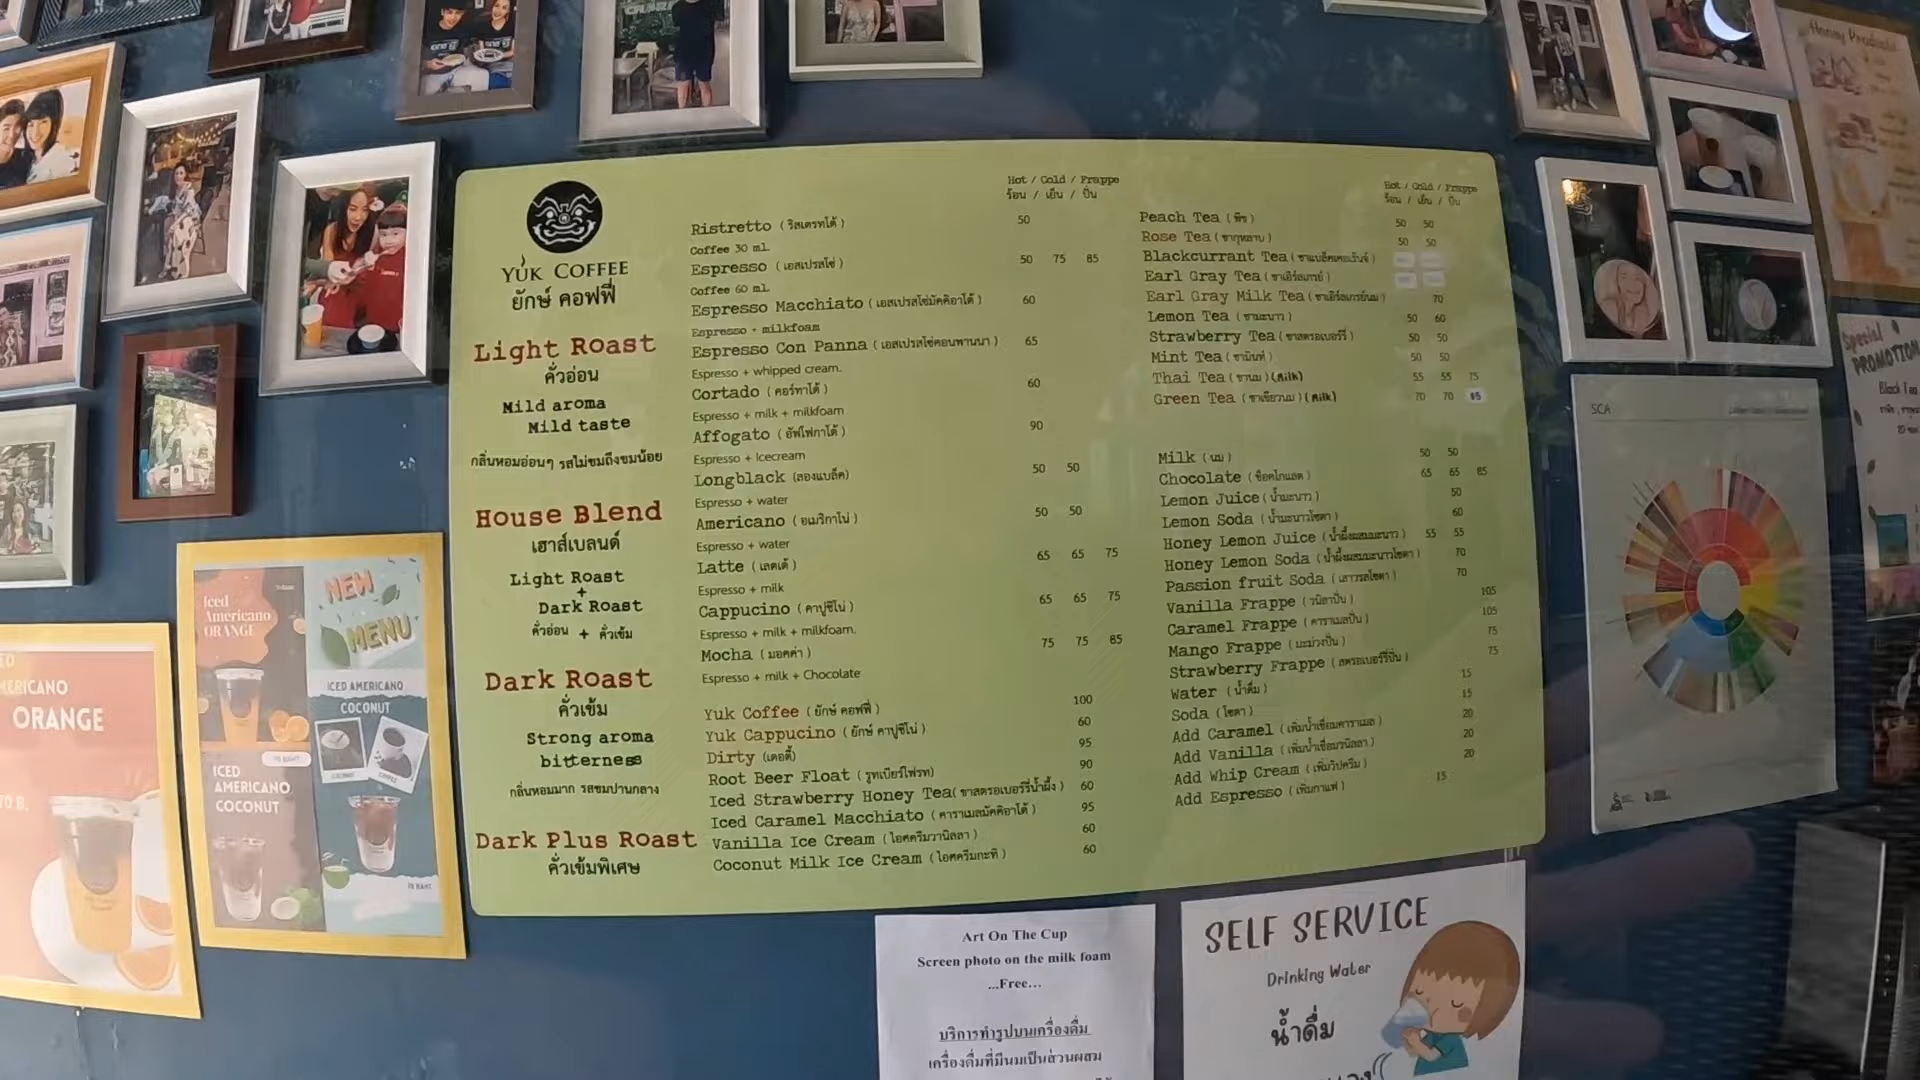 YUK COFFEE
ยักษ์ คอฟฟี่
Light Roast
คั่วอ่อน
Mild aroma
Mild taste
กลิ่นหอมอ่อนๆ รสไม่ขมถึงขมน้อย
House Blend
เฮาส์เบลนด์
Light Roast
+
Dark Roast
คั่วอ่อน + คั่วเข้ม
Dark Roast
คั่วเข้ม
Strong aroma
bitterness
กลิ่นหอมมาก รสขมปานกลาง
Dark Plus Roast
คั่วเข้มพิเศษ
Hot / Cold / Frappe
ร้อน / เย็น / ปั่น
Ristretto ( ริสเตรทโต้ ) 50
Coffee 30 ml.
Espresso ( เอสเปรสโซ่ ) 50 75 85
Coffee 60 ml.
Espresso Macchiato ( เอสเปรสโซ่มัคคิอาโต้ ) 60
Espresso + milkfoam
Espresso Con Panna ( เอสเปรสโซ่คอนพานนา ) 65
Espresso + whipped cream.
Cortado ( คอร์ทาโด้ ) 60
Espresso + milk + milkfoam
Affogato ( อัฟโฟกาโต้ ) 90
Espresso + Icecream
Longblack (ลองแบล็ค) 50 50
Espresso + water
Americano ( อเมริกาโน่ ) 50 50
Espresso + water
Latte ( เลตเต้ ) 65 65 75
Espresso + milk
Cappucino ( คาปูชิโน่ ) 65 65 75
Espresso + milk + milkfoam.
Mocha ( มอคค่า ) 75 75 85
Espresso + milk + Chocolate
Yuk Coffee ( ยักษ์ คอฟฟี่ ) 100
Yuk Cappucino ( ยักษ์ คาปูชิโน่ ) 60
Dirty (เดอตี้) 95
Root Beer Float ( รูทเบียร์โฟรท) 90
Iced Strawberry Honey Tea( ชาสตรอเบอร์รี่น้ำผึ้ง ) 60
Iced Caramel Macchiato ( คาราเมลมัคคิอาโต้ ) 95
Vanilla Ice Cream ( ไอศครีมวานิลลา ) 60
Coconut Milk Ice Cream ( ไอศครีมกะทิ ) 60
Hot / Cold / Frappe
ร้อน / เย็น / ปั่น
Peach Tea ( พีช ) 50 50
Rose Tea ( ชากุหลาบ ) 50 50
Blackcurrant Tea ( ชาแบล็คเคอเร้นจ์ )
Earl Gray Tea ( ชาเอิร์ลเกรย์ )
Earl Gray Milk Tea ( ชาเอิร์ลเกรย์นม ) 70
Lemon Tea ( ชามะนาว ) 50 60
Strawberry Tea ( ชาสตรอเบอร์รี่ ) 50 50
Mint Tea ( ชามินท์ ) 50 50
Thai Tea ( ชานม ) (Milk) 55 55 75
Green Tea ( ชาเขียวนม ) (Milk) 70 70 85
Milk ( นม ) 50 50
Chocolate ( ช็อคโกแลต ) 65 65 85
Lemon Juice ( น้ำมะนาว ) 50
Lemon Soda ( น้ำมะนาวโซดา ) 60
Honey Lemon Juice ( น้ำผึ้งผสมมะนาว ) 55 55
Honey Lemon Soda ( น้ำผึ้งผสมมะนาวโซดา ) 70
Passion fruit Soda ( เสาวรสโซดา ) 70
Vanilla Frappe ( วนิลาปั่น ) 105
Caramel Frappe ( คาราเมลปั่น ) 105
Mango Frappe ( มะม่วงปั่น ) 75
Strawberry Frappe ( สตรอเบอร์รี่ปั่น ) 75
Water ( น้ำดื่ม ) 15
Soda ( โซดา ) 15
Add Caramel ( เพิ่มน้ำเชื่อมคาราเมล ) 20
Add Vanilla ( เพิ่มน้ำเชื่อมวนิลลา ) 20
Add Whip Cream ( เพิ่มวิปครีม ) 20
Add Espresso ( เพิ่มกาแฟ ) 15
Iced
Americano
ORANGE
NEW
MENU
70 BAHT
ICED AMERICANO
COCONUT
ICED
AMERICANO
COCONUT
ORANGE
Art On The Cup
Screen photo on the milk foam
...Free...
บริการทำรูปบนเครื่องดื่ม
เครื่องดื่มที่มีนมเป็นส่วนผสม
SELF SERVICE
Drinking Water
น้ำดื่ม
SCA
Special
PROMOTION
Black Tea